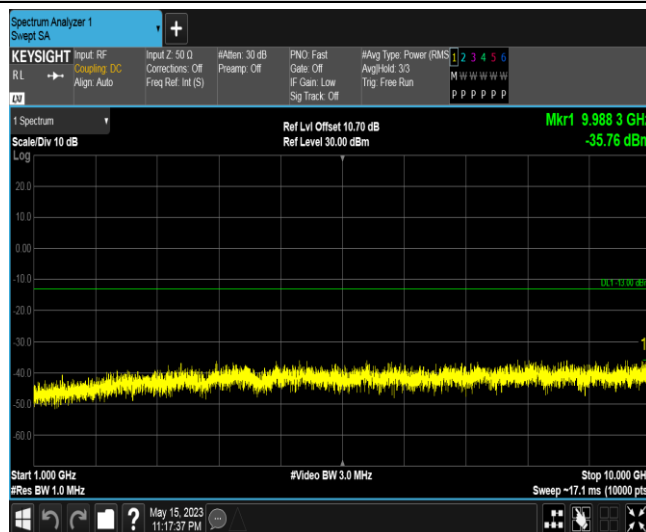 Spectrum Analyzer 1
Swept SA
+
KEYSIGHT
RL
LXI
Input: RF
Coupling: DC
Align: Auto
Input Z: 50 Ω
Corrections: Off
Freq Ref: Int (S)
#Atten: 30 dB
Preamp: Off
PNO: Fast
Gate: Off
IF Gain: Low
Sig Track: Off
#Avg Type: Power (RMS
Avg|Hold: 3/3
Trig: Free Run
1 2 3 4 5 6
M W W W W W
P P P P P P
1 Spectrum
Scale/Div 10 dB
Log
Ref Lvl Offset 10.70 dB
Ref Level 30.00 dBm
Mkr1 9.988 3 GHz
-35.76 dBm
20.0
10.0
0.00
-10.0
DL1 -13.00 dBm
-20.0
-30.0
1
-40.0
-50.0
-60.0
Start 1.000 GHz
#Res BW 1.0 MHz
#Video BW 3.0 MHz
Stop 10.000 GHz
Sweep ~17.1 ms (10000 pts
?
May 15, 2023
11:17:37 PM